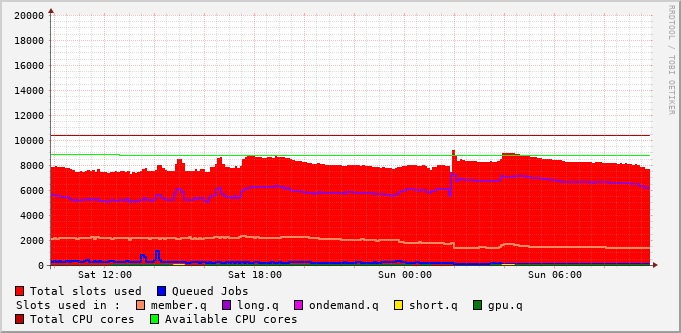 20000
18000
16000
14000
12000
10000
8000
6000
4000
2000
0
Sat 12:00 Sat 18:00 Sun 00:00 Sun 06:00
Total slots used Queued Jobs
Slots used in : member.q long.q ondemand.q short.q gpu.q
Total CPU cores Available CPU cores
RRDTOOL / TOBI OETIKER